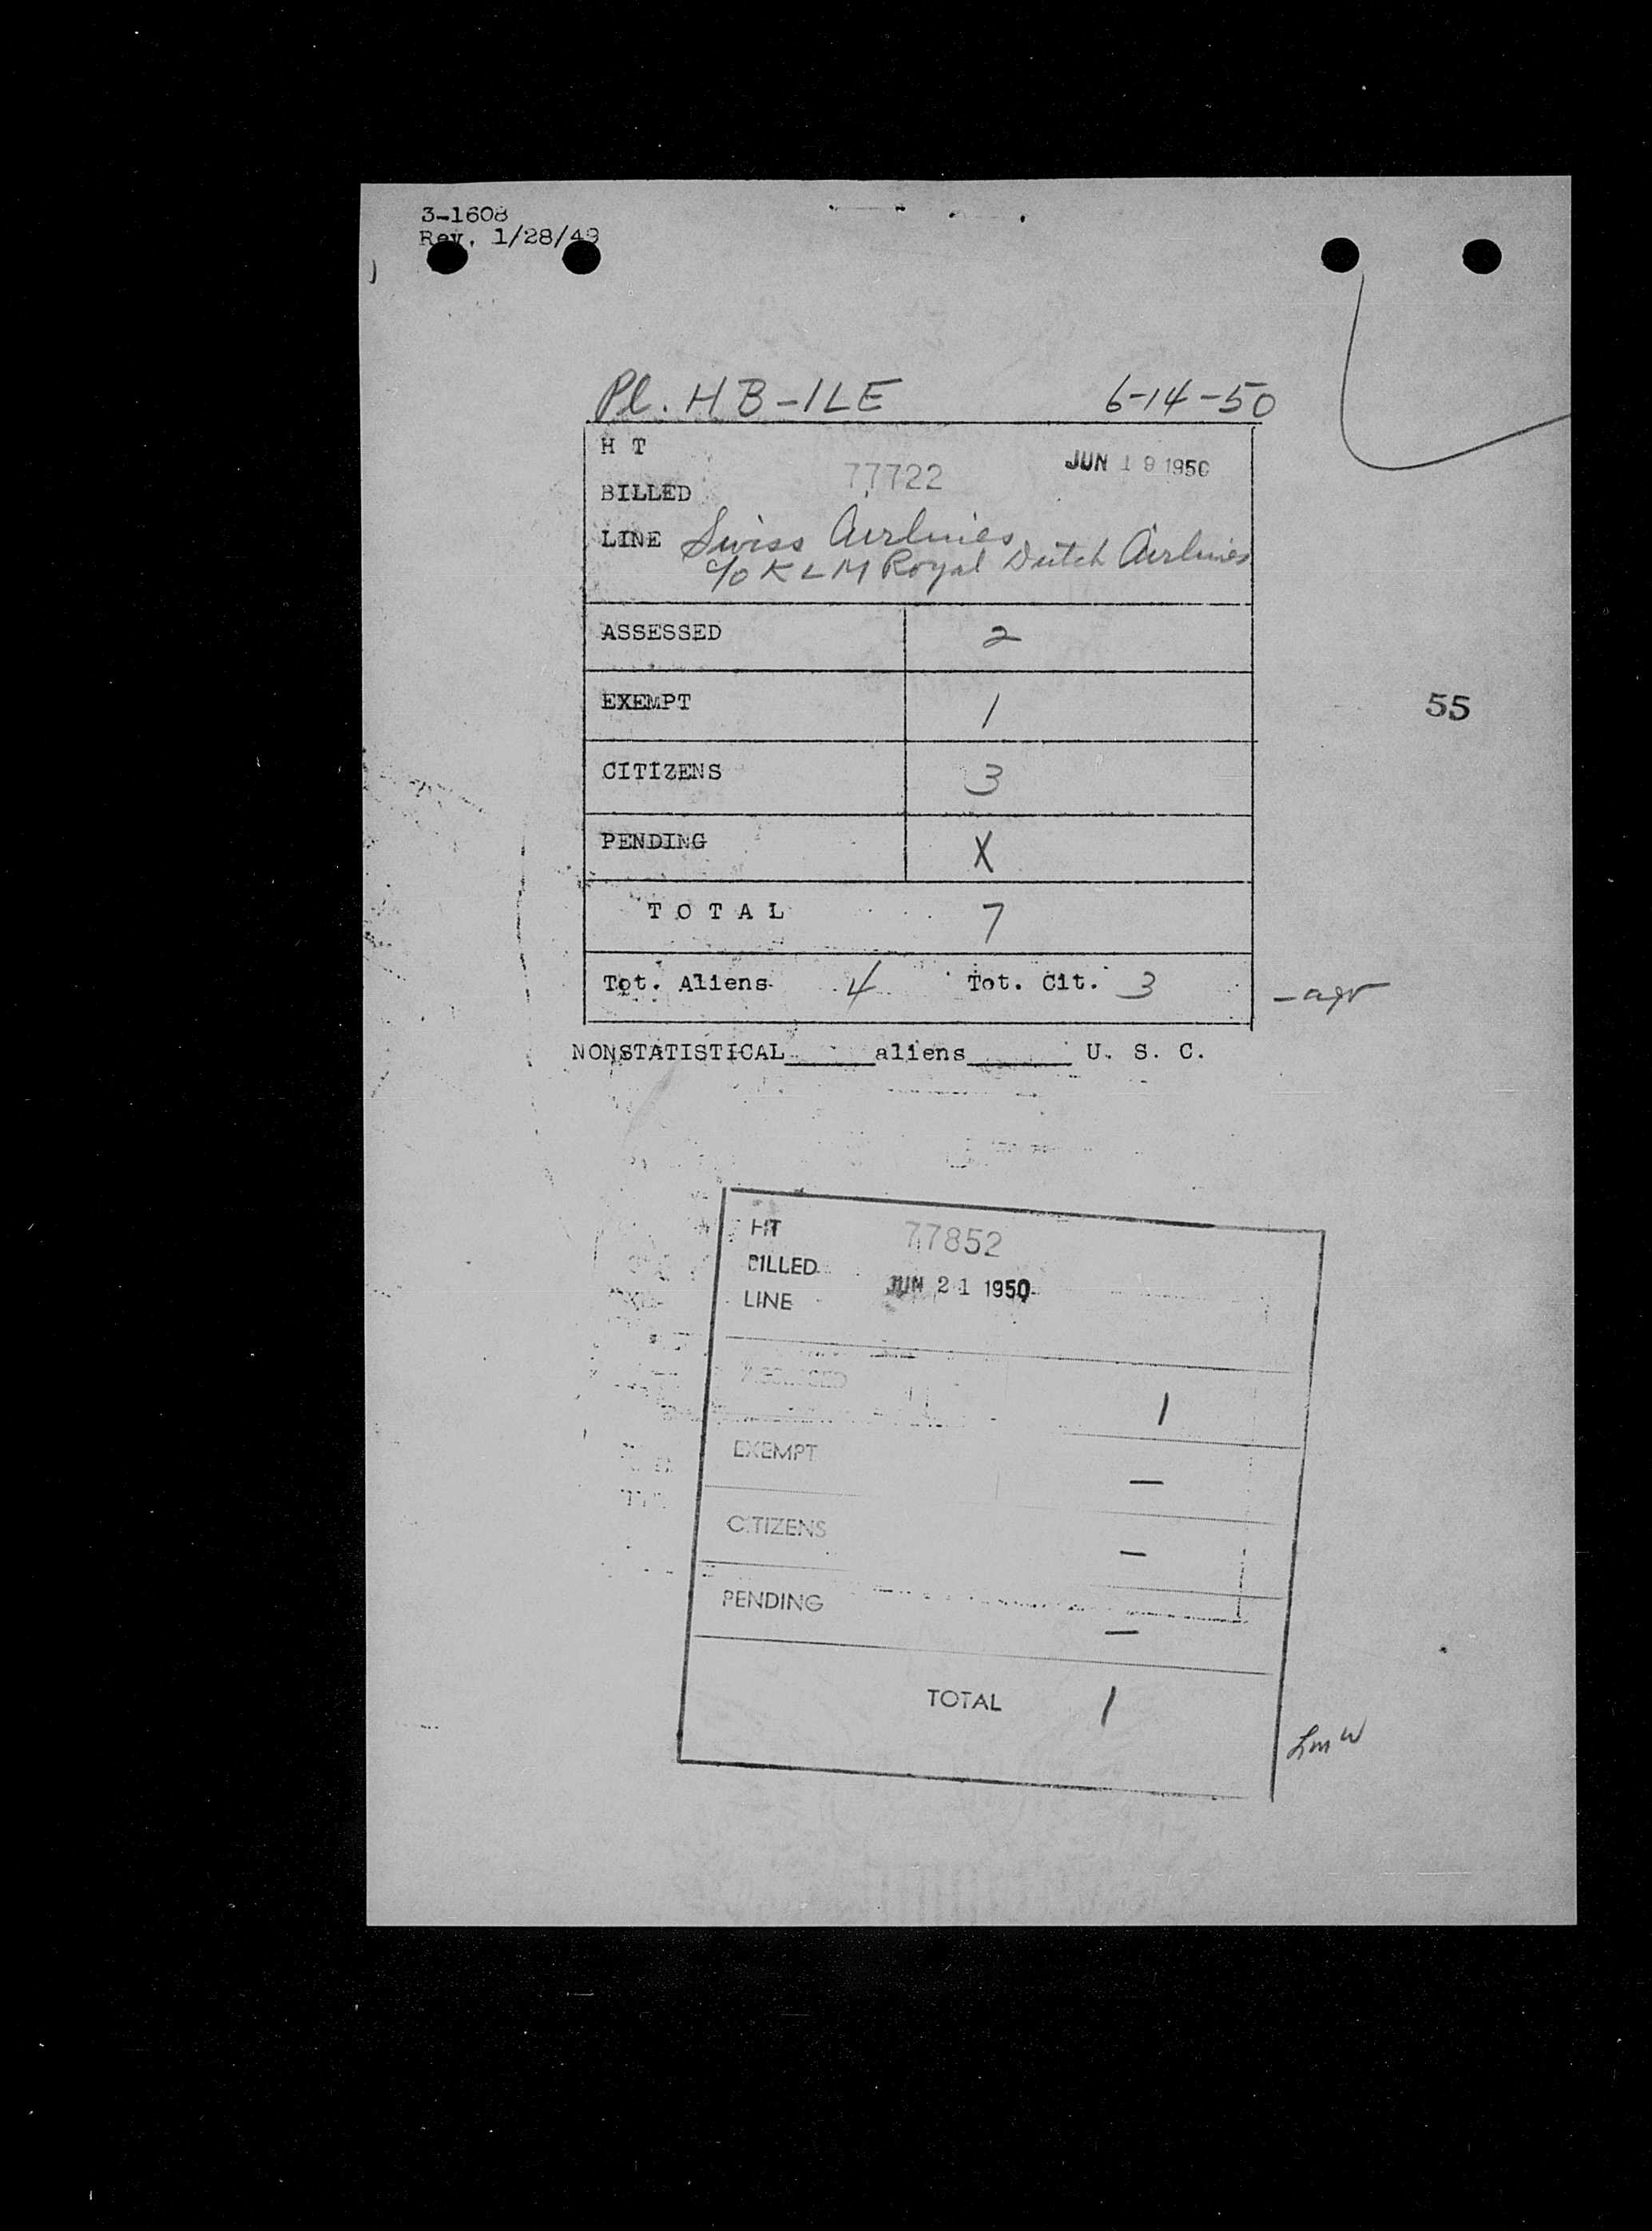 3-1608
Rev. 1/28/49
Pl. HB-ILE 6-14-50
H T
77722 JUN 19 1950
BILLED
LINE Swiss Airlines
c/o KLM Royal Dutch Airlines
ASSESSED 2
EXEMPT 1
55
CITIZENS 3
PENDING X
TOTAL 7
Tot. Aliens 4 Tot. Cit. 3
NONSTATISTICAL aliens U. S. C.
HT 77852
BILLED
JUN 21 1950
LINE
1
EXEMPT —
CITIZENS —
PENDING —
TOTAL 1
LmW